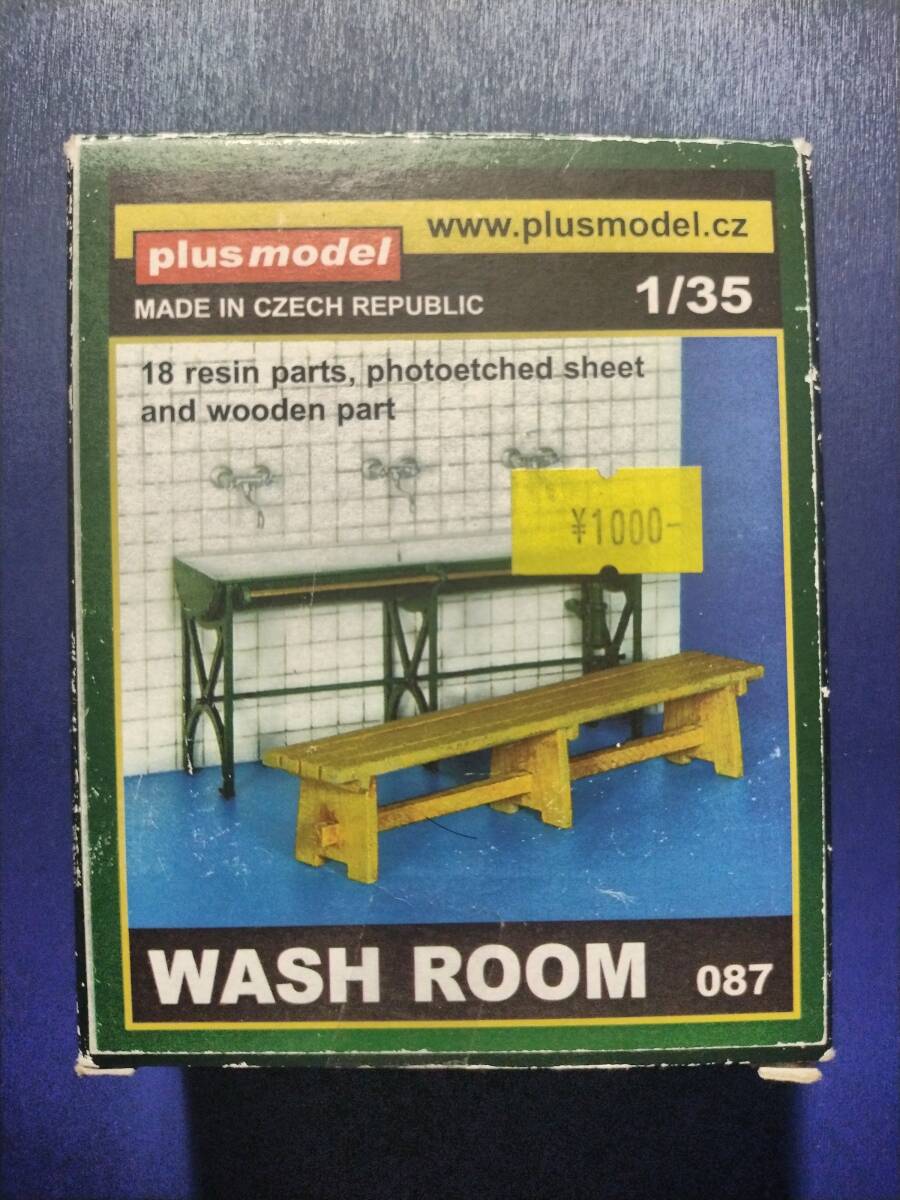 www.plusmodel.cz
plusmodel
MADE IN CZECH REPUBLIC
1/35
18 resin parts, photoetched sheet
and wooden part
¥1000-
WASH ROOM
087